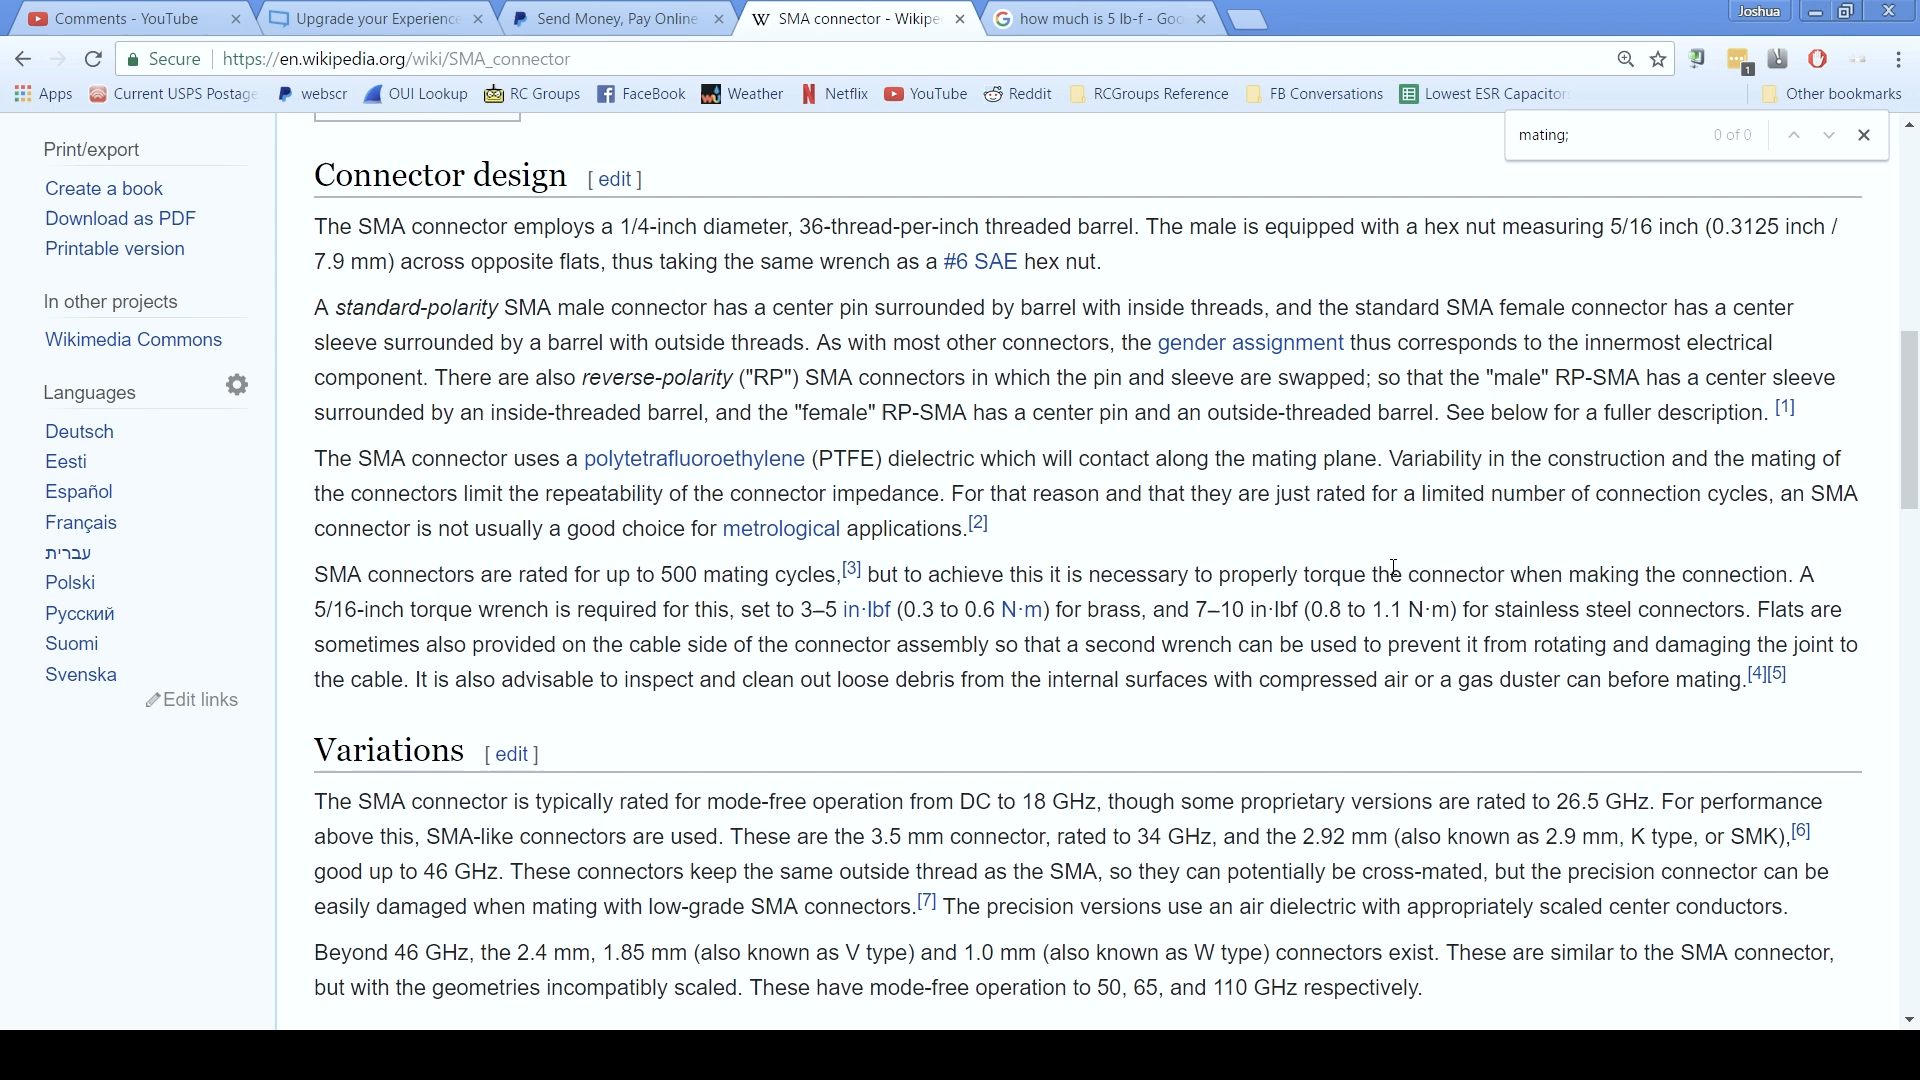 Comments - YouTube
Upgrade your Experience
Send Money, Pay Online
SMA connector - Wikipe
how much is 5 lb-f - Goo
Joshua
Secure
https://en.wikipedia.org/wiki/SMA_connector
1
Apps
Current USPS Postage
webscr
OUI Lookup
RC Groups
FaceBook
Weather
Netflix
YouTube
Reddit
RCGroups Reference
FB Conversations
Lowest ESR Capacitor
Other bookmarks
mating;
0 of 0
Print/export
Create a book
Download as PDF
Printable version
In other projects
Wikimedia Commons
Languages
Deutsch
Eesti
Español
Français
עברית
Polski
Русский
Suomi
Svenska
Edit links
Connector design [ edit ]
The SMA connector employs a 1/4-inch diameter, 36-thread-per-inch threaded barrel. The male is equipped with a hex nut measuring 5/16 inch (0.3125 inch /
7.9 mm) across opposite flats, thus taking the same wrench as a #6 SAE hex nut.
A standard-polarity SMA male connector has a center pin surrounded by barrel with inside threads, and the standard SMA female connector has a center
sleeve surrounded by a barrel with outside threads. As with most other connectors, the gender assignment thus corresponds to the innermost electrical
component. There are also reverse-polarity ("RP") SMA connectors in which the pin and sleeve are swapped; so that the "male" RP-SMA has a center sleeve
surrounded by an inside-threaded barrel, and the "female" RP-SMA has a center pin and an outside-threaded barrel. See below for a fuller description. [1]
The SMA connector uses a polytetrafluoroethylene (PTFE) dielectric which will contact along the mating plane. Variability in the construction and the mating of
the connectors limit the repeatability of the connector impedance. For that reason and that they are just rated for a limited number of connection cycles, an SMA
connector is not usually a good choice for metrological applications.[2]
SMA connectors are rated for up to 500 mating cycles,[3] but to achieve this it is necessary to properly torque the connector when making the connection. A
5/16-inch torque wrench is required for this, set to 3–5 in·lbf (0.3 to 0.6 N·m) for brass, and 7–10 in·lbf (0.8 to 1.1 N·m) for stainless steel connectors. Flats are
sometimes also provided on the cable side of the connector assembly so that a second wrench can be used to prevent it from rotating and damaging the joint to
the cable. It is also advisable to inspect and clean out loose debris from the internal surfaces with compressed air or a gas duster can before mating.[4][5]
Variations [ edit ]
The SMA connector is typically rated for mode-free operation from DC to 18 GHz, though some proprietary versions are rated to 26.5 GHz. For performance
above this, SMA-like connectors are used. These are the 3.5 mm connector, rated to 34 GHz, and the 2.92 mm (also known as 2.9 mm, K type, or SMK),[6]
good up to 46 GHz. These connectors keep the same outside thread as the SMA, so they can potentially be cross-mated, but the precision connector can be
easily damaged when mating with low-grade SMA connectors.[7] The precision versions use an air dielectric with appropriately scaled center conductors.
Beyond 46 GHz, the 2.4 mm, 1.85 mm (also known as V type) and 1.0 mm (also known as W type) connectors exist. These are similar to the SMA connector,
but with the geometries incompatibly scaled. These have mode-free operation to 50, 65, and 110 GHz respectively.